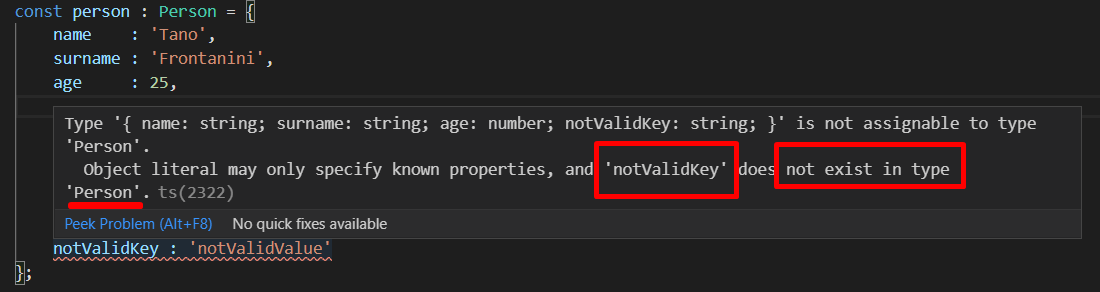 const person : Person = {
name : 'Tano',
surname : 'Frontanini',
age : 25,
Type '{ name: string; surname: string; age: number; notValidKey: string; }' is not assignable to type
'Person'.
Object literal may only specify known properties, and 'notValidKey' does not exist in type
'Person'. ts(2322)
Peek Problem (Alt+F8) No quick fixes available
notValidKey : 'notValidValue'
};